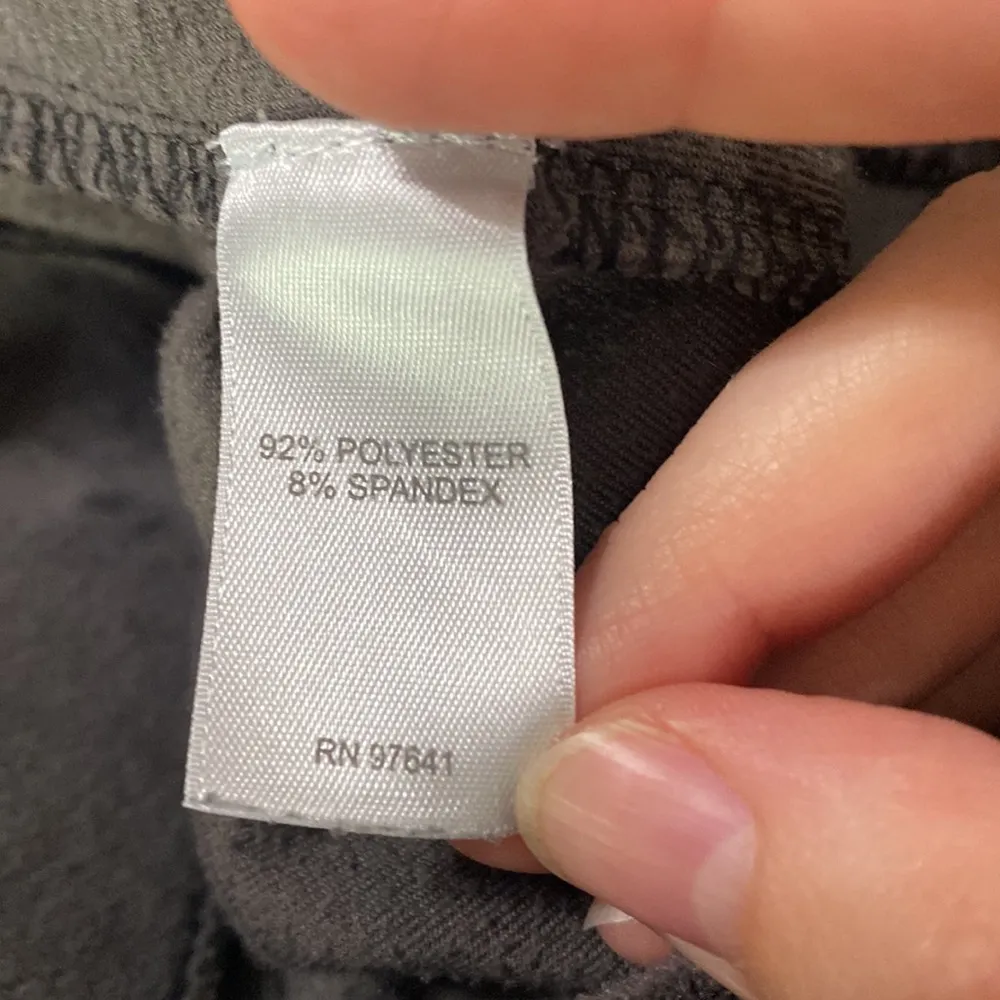 92% POLYESTER
8% SPANDEX
RN 97641